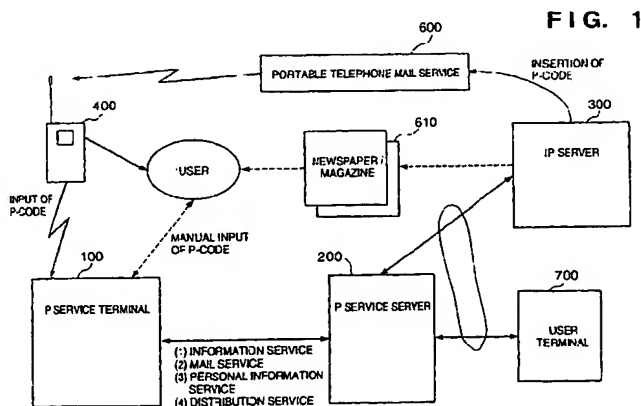 FIG. 1
600
PORTABLE TELEPHONE MAIL SERVICE
INSERTION OF
P-CODE
300
IP SERVER
400
610
NEWSPAPER /
MAGAZINE
USER
INPUT OF
P-CODE
MANUAL INPUT
OF P-CODE
100
P SERVICE TERMINAL
200
P SERVICE SERVER
700
USER
TERMINAL
(1) INFORMATION SERVICE
(2) MAIL SERVICE
(3) PERSONAL INFORMATION
SERVICE
(4) DISTRIBUTION SERVICE